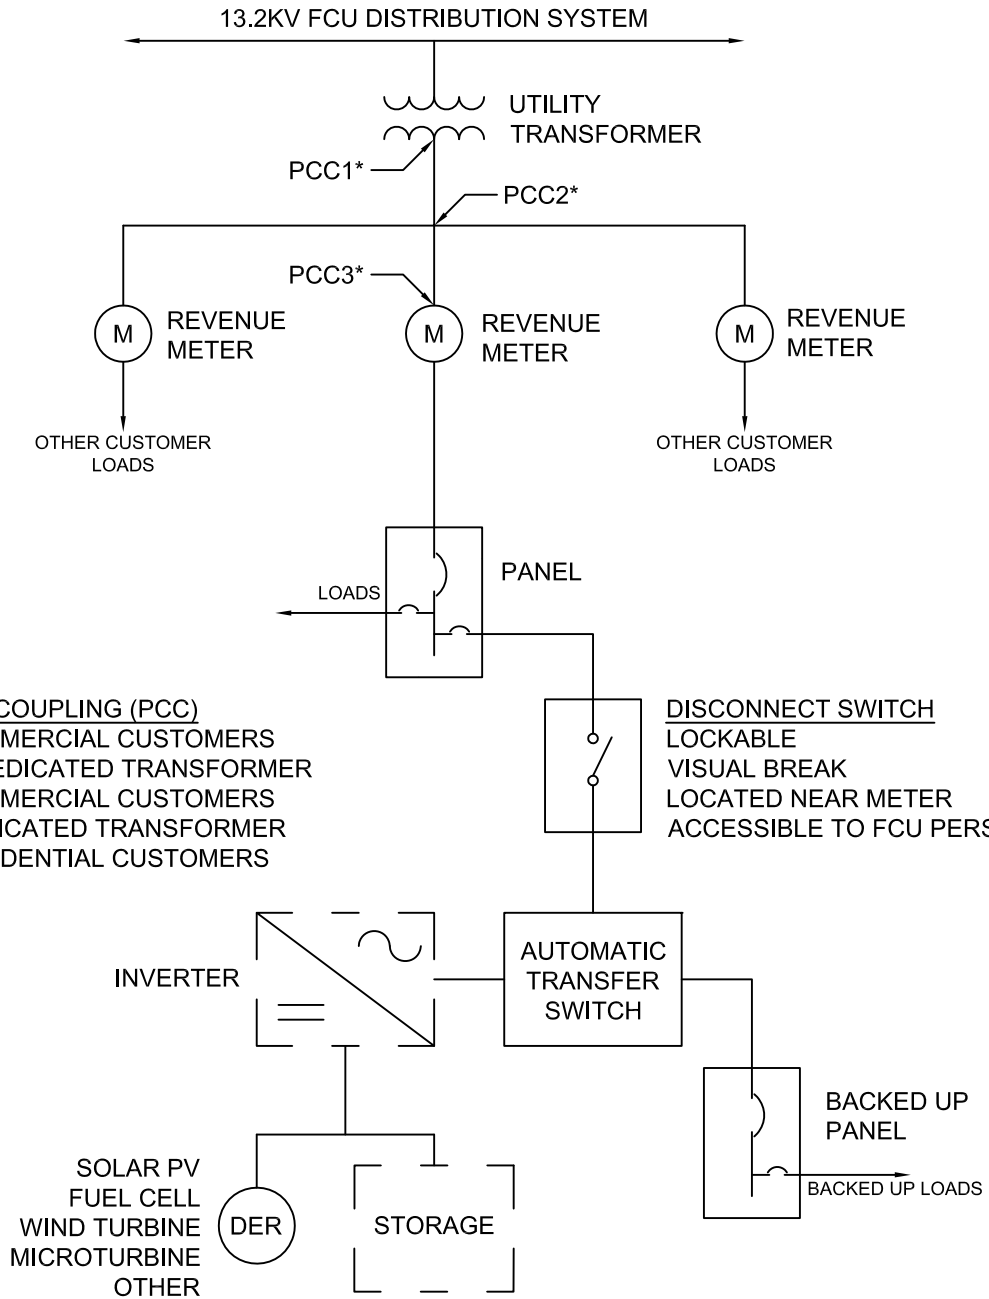 13.2KV FCU DISTRIBUTION SYSTEM
UTILITY
TRANSFORMER
PCC1*
PCC2*
PCC3*
M
REVENUE
METER
M
REVENUE
METER
M
REVENUE
METER
OTHER CUSTOMER
LOADS
OTHER CUSTOMER
LOADS
PANEL
LOADS
COUPLING (PCC)
MERCIAL CUSTOMERS
EDICATED TRANSFORMER
MERCIAL CUSTOMERS
ICATED TRANSFORMER
DENTIAL CUSTOMERS
DISCONNECT SWITCH
LOCKABLE
VISUAL BREAK
LOCATED NEAR METER
ACCESSIBLE TO FCU PERS
INVERTER
AUTOMATIC
TRANSFER
SWITCH
BACKED UP
PANEL
BACKED UP LOADS
SOLAR PV
FUEL CELL
WIND TURBINE
MICROTURBINE
OTHER
DER
STORAGE